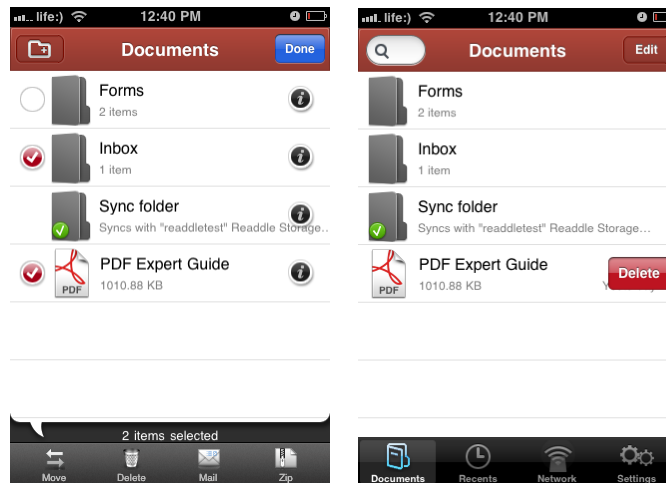 life:) 12:40 PM
Documents Done
Forms
2 items
Inbox
1 item
Sync folder
Syncs with "readdletest" Readdle Storage...
PDF Expert Guide
1010.88 KB
PDF
2 items selected
Move Delete Mail Zip
life:) 12:40 PM
Documents Edit
Forms
2 items
Inbox
1 item
Sync folder
Syncs with "readdletest" Readdle Storage...
PDF Expert Guide
1010.88 KB
PDF
Delete
Documents Recents Network Settings